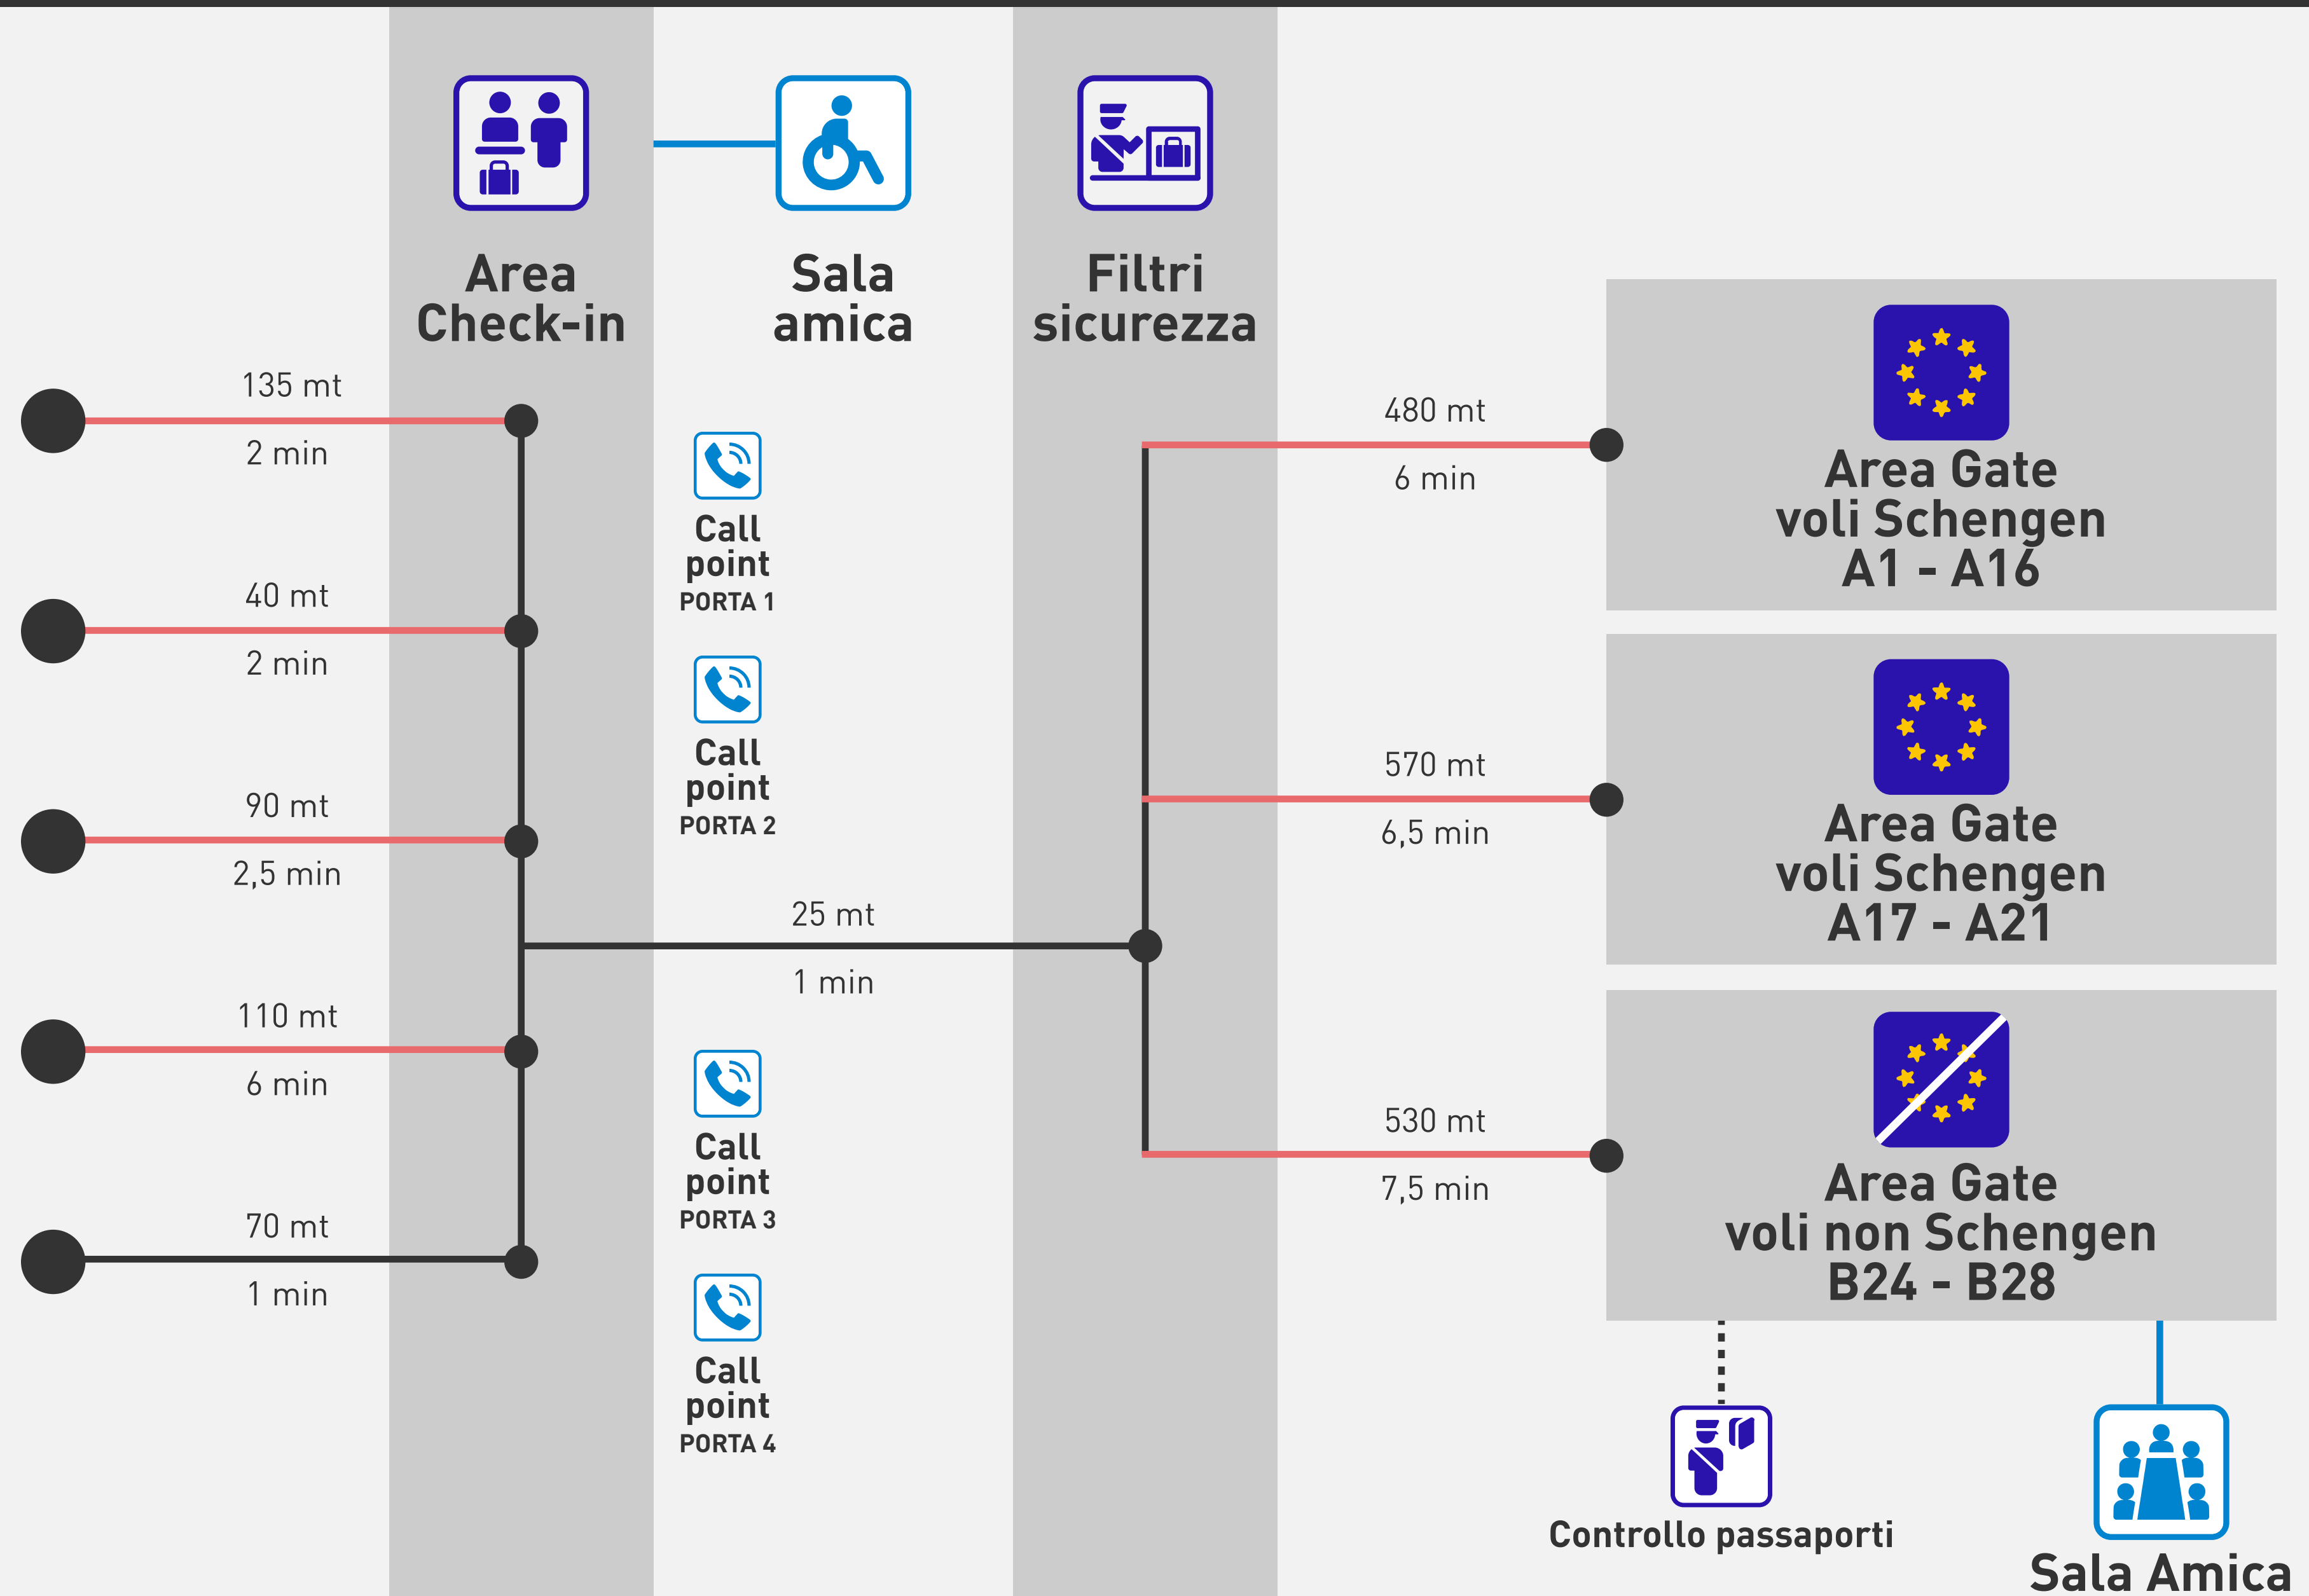 Area
Check-in
Sala
amica
Filtri
sicurezza
135 mt
2 min
40 mt
2 min
90 mt
2,5 min
110 mt
6 min
70 mt
1 min
Call
point
PORTA 1
Call
point
PORTA 2
25 mt
1 min
Call
point
PORTA 3
Call
point
PORTA 4
480 mt
6 min
570 mt
6,5 min
530 mt
7,5 min
Area Gate
voli Schengen
A1 - A16
Area Gate
voli Schengen
A17 - A21
Area Gate
voli non Schengen
B24 - B28
Controllo passaporti
Sala Amica